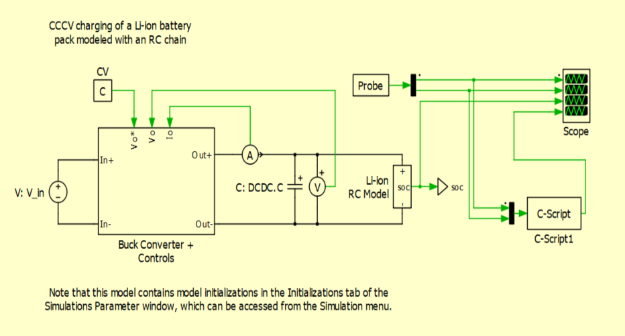 CCCV charging of a Li-ion battery
pack modeled with an RC chain
CV
C
Vo*
Vo
Io
Probe
Scope
In+
Out+
A
V: V_in
C: DCDC.C
V
Li-ion
RC Model
+
soc
-
soc
In-
Out-
Buck Converter +
Controls
C-Script
C-Script1
Note that this model contains model initializations in the Initializations tab of the
Simulations Parameter window, which can be accessed from the Simulation menu.